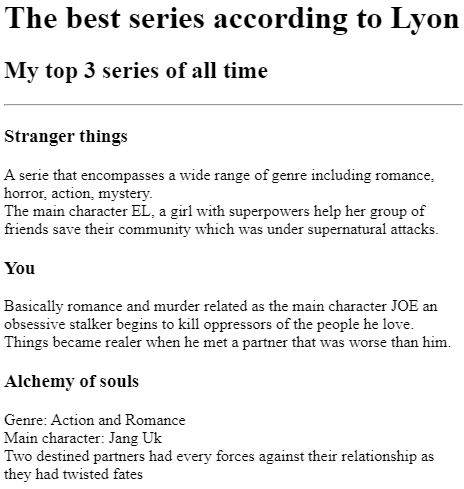 The best series according to Lyon
My top 3 series of all time
Stranger things
A serie that encompasses a wide range of genre including romance,
horror, action, mystery.
The main character EL, a girl with superpowers help her group of
friends save their community which was under supernatural attacks.
You
Basically romance and murder related as the main character JOE an
obsessive stalker begins to kill oppressors of the people he love.
Things became realer when he met a partner that was worse than him.
Alchemy of souls
Genre: Action and Romance
Main character: Jang Uk
Two destined partners had every forces against their relationship as
they had twisted fates